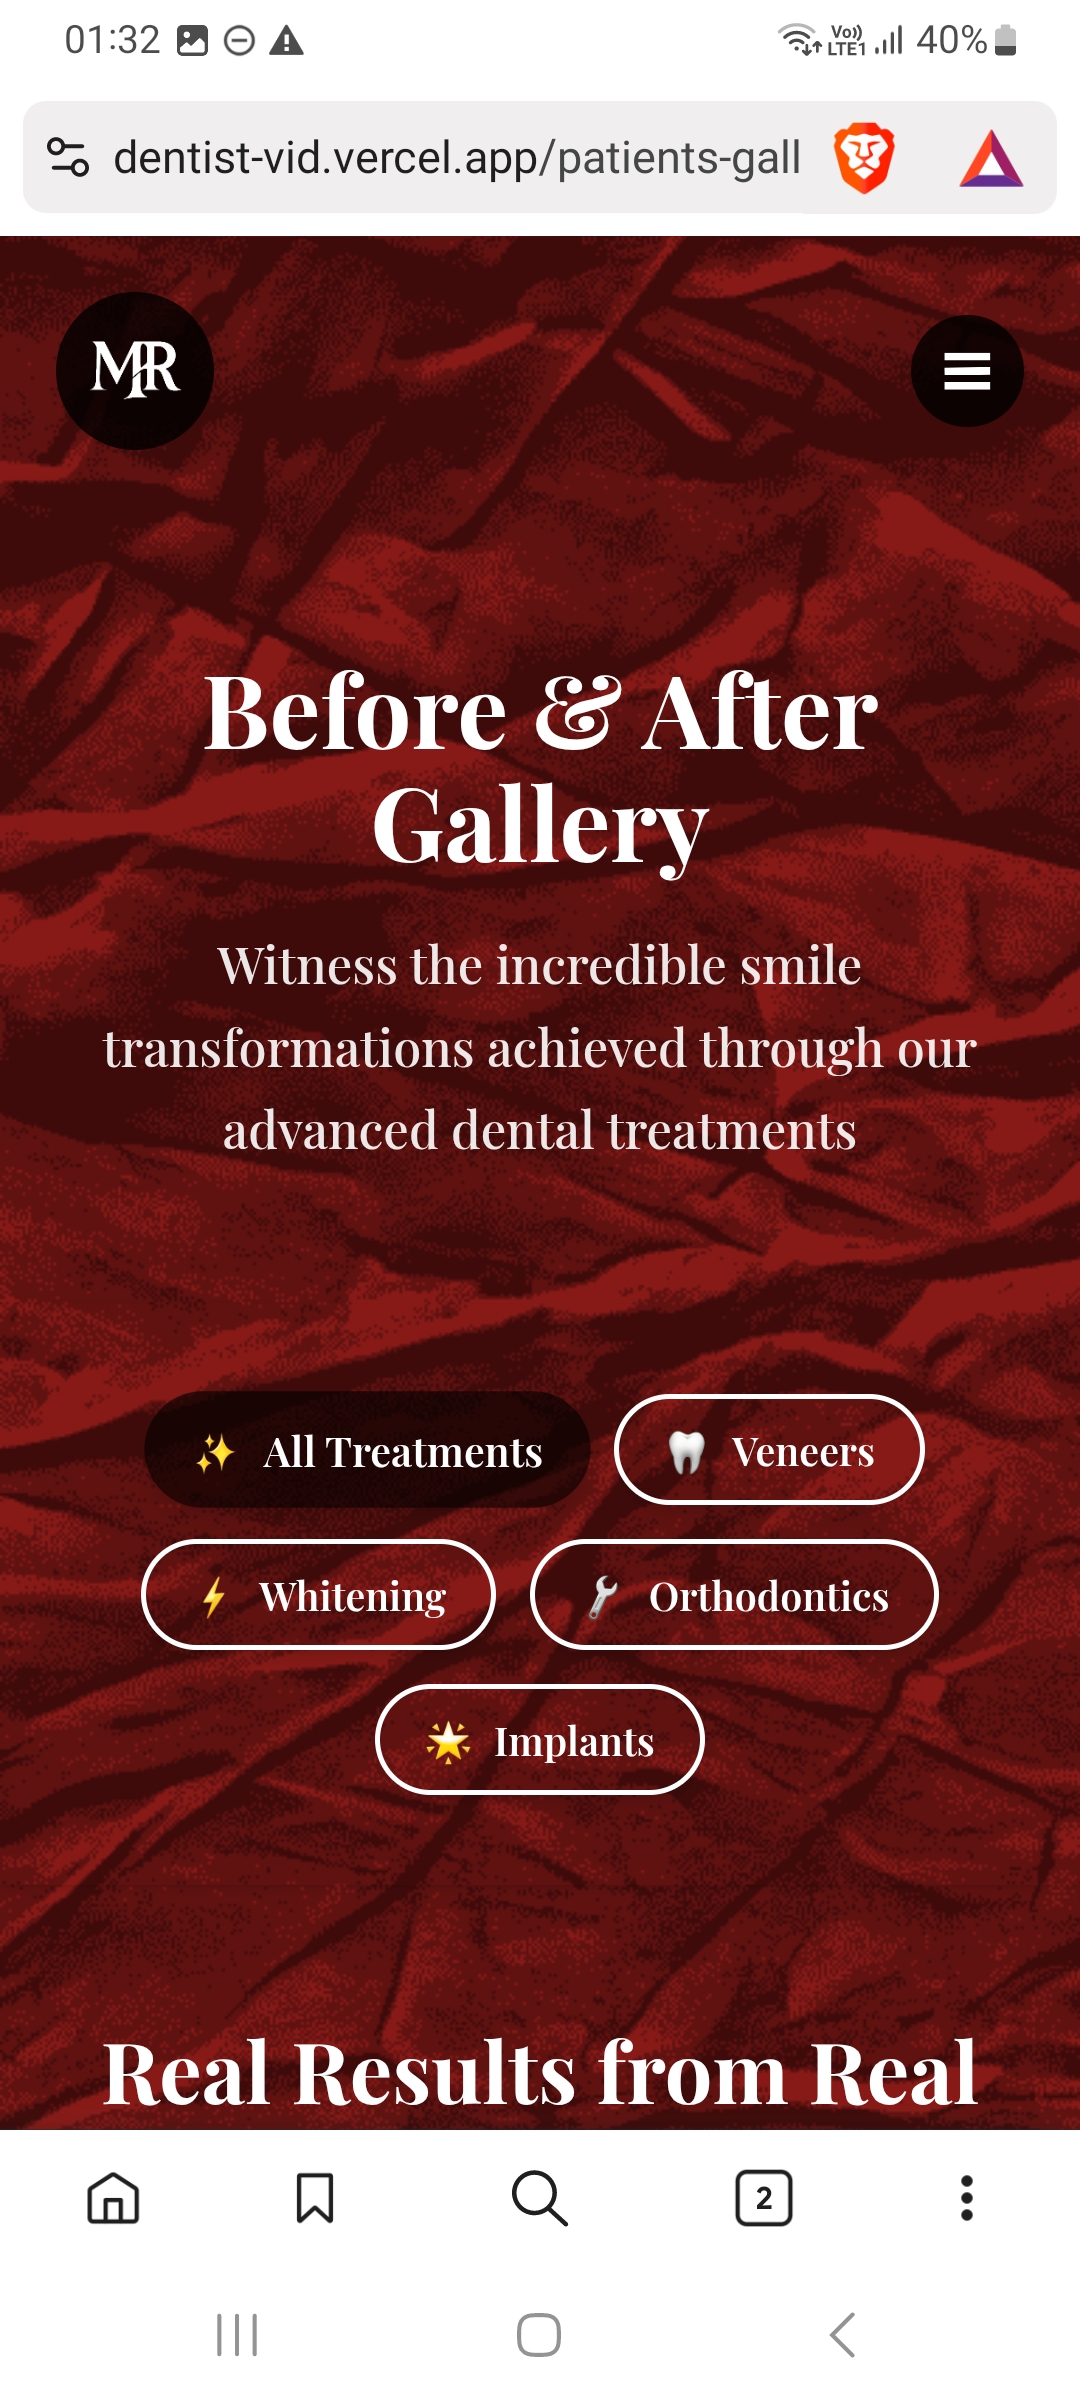 01:32
Vo)) LTE1 40%
dentist-vid.vercel.app/patients-gall
MR
Before & After
Gallery
Witness the incredible smile
transformations achieved through our
advanced dental treatments
✨ All Treatments
🦷 Veneers
⚡ Whitening
🔧 Orthodontics
🌟 Implants
Real Results from Real
2